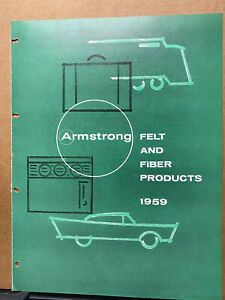 Armstrong
FELT
AND
FIBER
PRODUCTS
1959